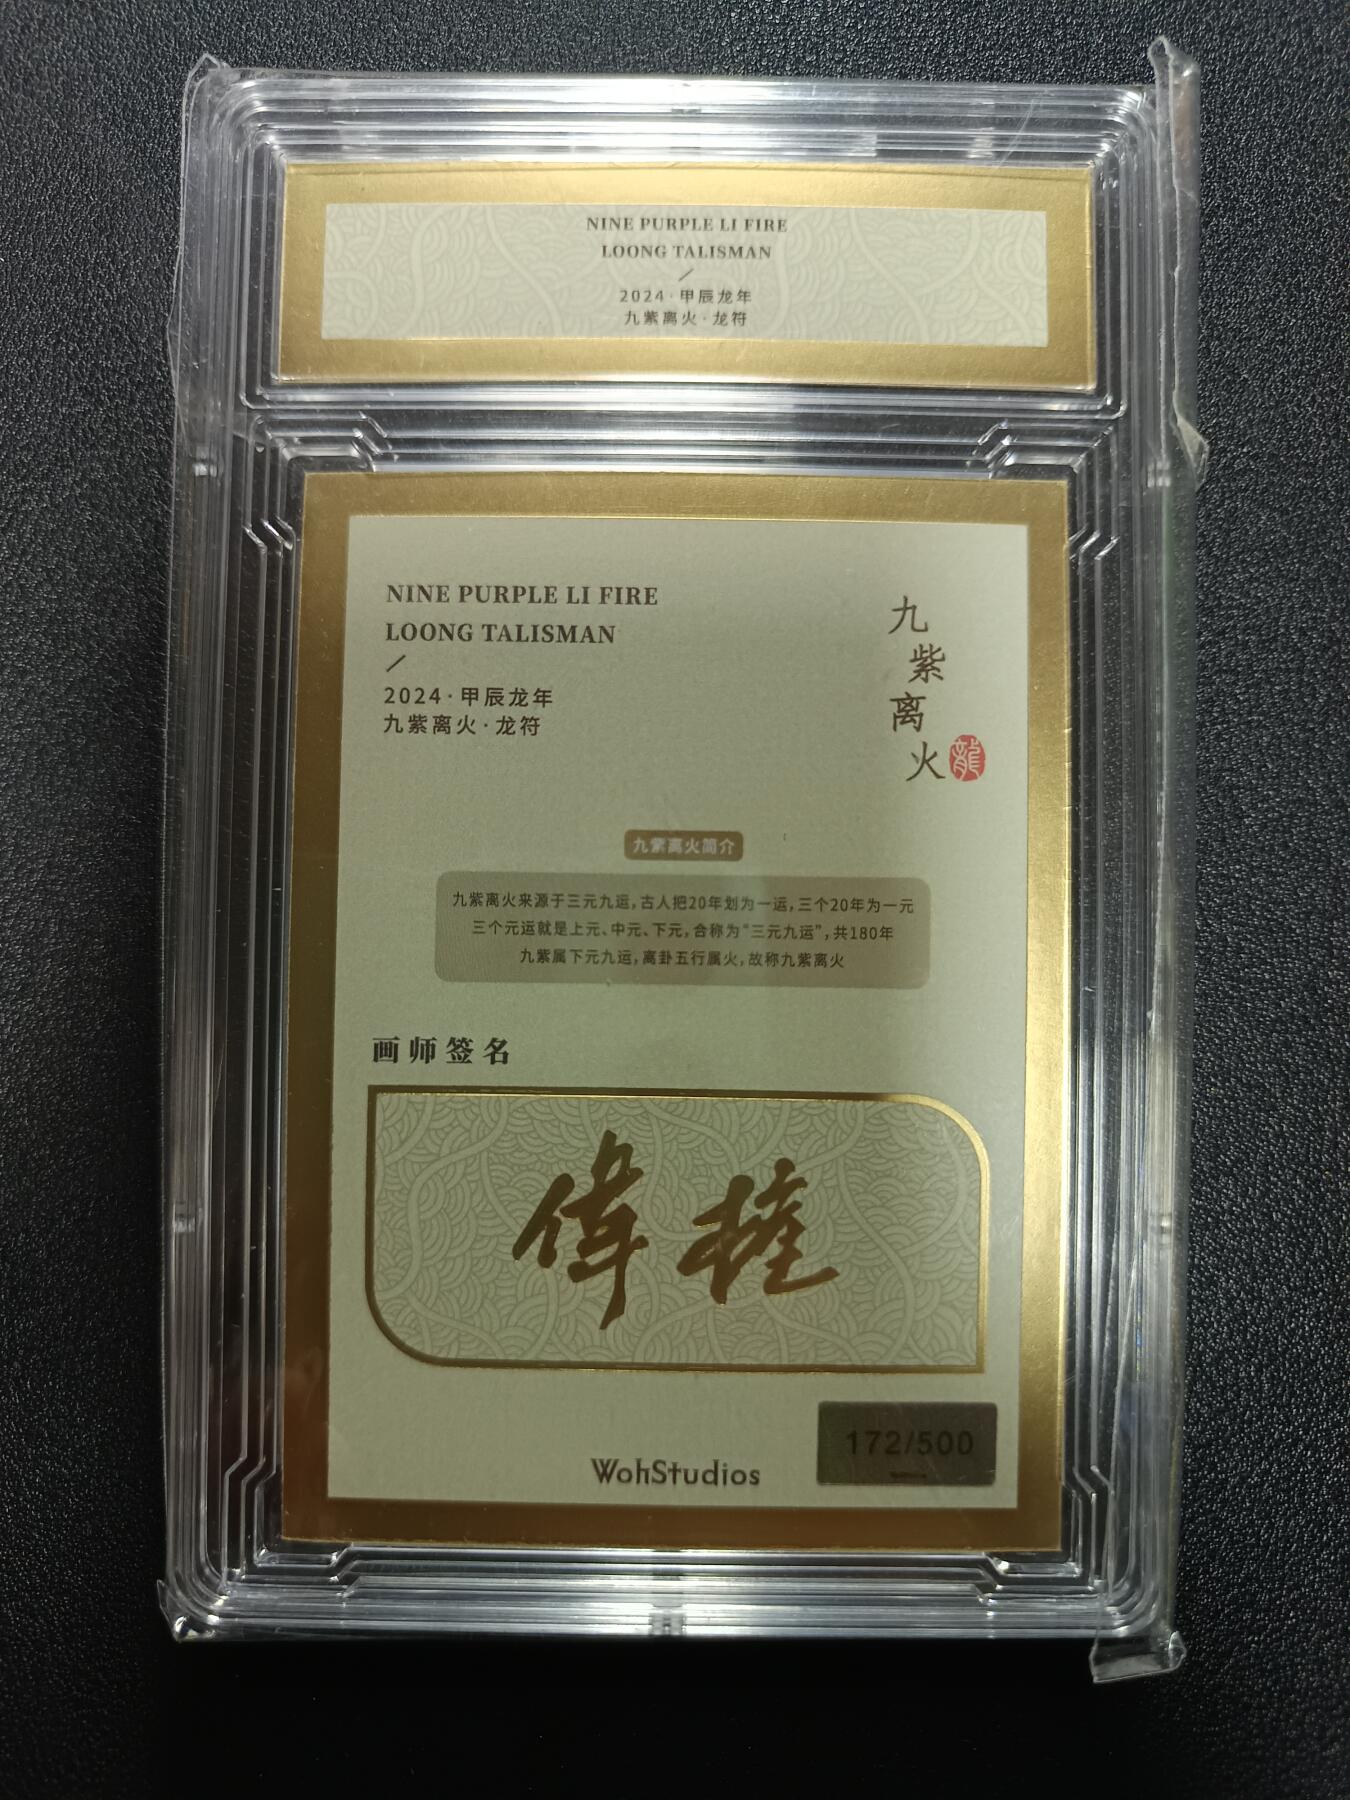 NINE PURPLE LI FIRE
LOONG TALISMAN
/
2024·甲辰龙年
九紫离火·龙符
NINE PURPLE LI FIRE
LOONG TALISMAN
/
2024·甲辰龙年
九紫离火·龙符
九紫离火
龍
九紫离火简介
九紫离火来源于三元九运,古人把20年划为一运,三个20年为一元
三个元运就是上元、中元、下元,合称为“三元九运”,共180年
九紫属下元九运,离卦五行属火,故称九紫离火
画师签名
偉權
172/500
WohStudios